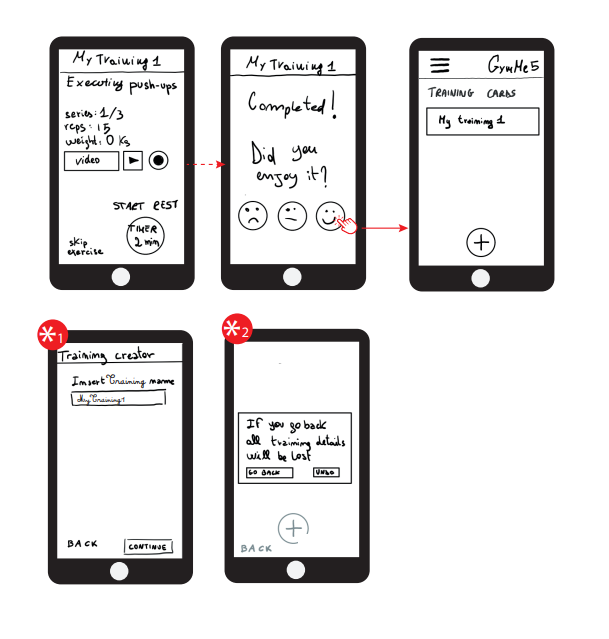 My Training 1
Executing push-ups
series: 1/3
reps: 15
weight: 0 Kg
video
START REST
TIMER
2 min
skip
exercise
My Training 1
Completed!
Did you
enjoy it?
GymMe5
TRAINING CARDS
My training 1
*1
Training creator
Insert Training name
My Training 1
BACK
CONTINUE
*2
If you go back
all training details
will be lost
GO BACK
UNDO
BACK